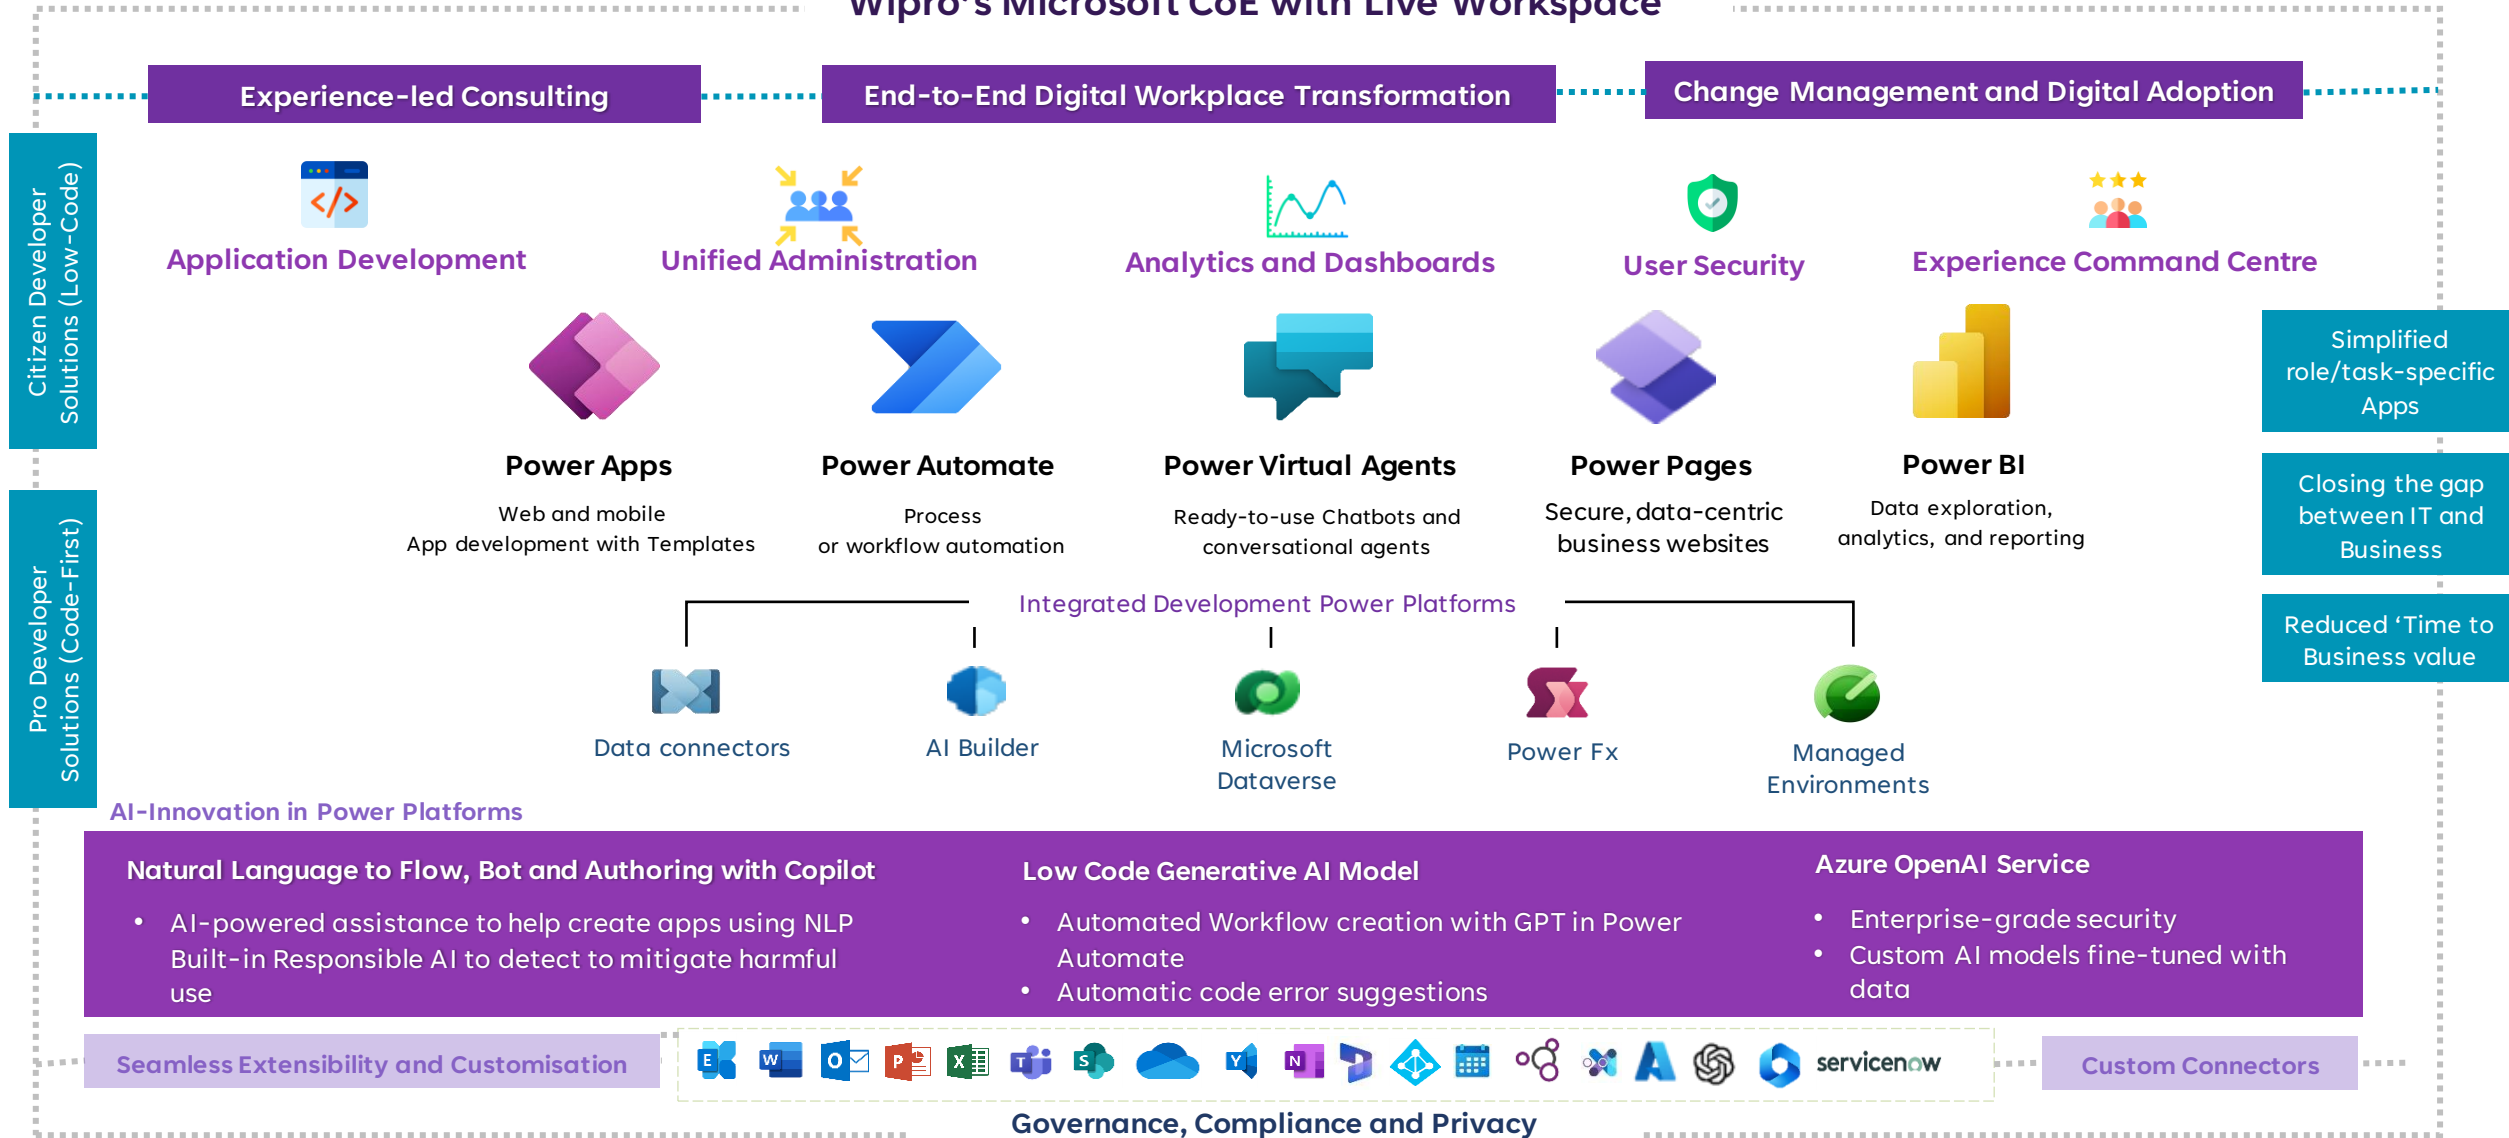 Wipro's Microsoft CoE with Live Workspace
Experience-led Consulting
End-to-End Digital Workplace Transformation
Change Management and Digital Adoption
Citizen Developer
Solutions (Low-Code)
Application Development
Unified Administration
Analytics and Dashboards
User Security
Experience Command Centre
Simplified
role/task-specific
Apps
Power Apps
Web and mobile
App development with Templates
Power Automate
Process
or workflow automation
Power Virtual Agents
Ready-to-use Chatbots and
conversational agents
Power Pages
Secure, data-centric
business websites
Power BI
Data exploration,
analytics, and reporting
Closing the gap
between IT and
Business
Pro Developer
Solutions (Code-First)
Integrated Development Power Platforms
Reduced ‘Time to
Business value
Data connectors
AI Builder
Microsoft
Dataverse
Power Fx
Managed
Environments
AI-Innovation in Power Platforms
Natural Language to Flow, Bot and Authoring with Copilot
• AI-powered assistance to help create apps using NLP
Built-in Responsible AI to detect to mitigate harmful
use
Low Code Generative AI Model
• Automated Workflow creation with GPT in Power
Automate
• Automatic code error suggestions
Azure OpenAI Service
• Enterprise-grade security
• Custom AI models fine-tuned with
data
Seamless Extensibility and Customisation
E
W
O
P
X
T
S
Y
N
servicenow
Custom Connectors
Governance, Compliance and Privacy